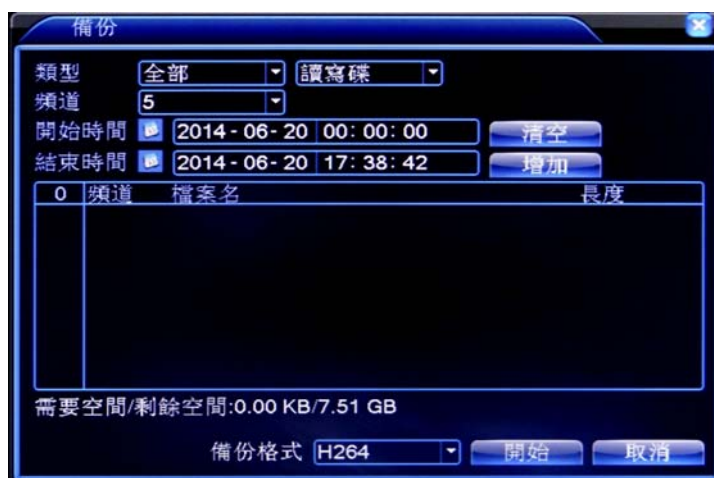 備份
類型 全部 讀寫碟
頻道 5
開始時間 2014-06-20 00:00:00 清空
結束時間 2014-06-20 17:38:42 增加
0 頻道 檔案名 長度
需要空間/剩餘空間:0.00 KB/7.51 GB
備份格式 H264 開始 取消